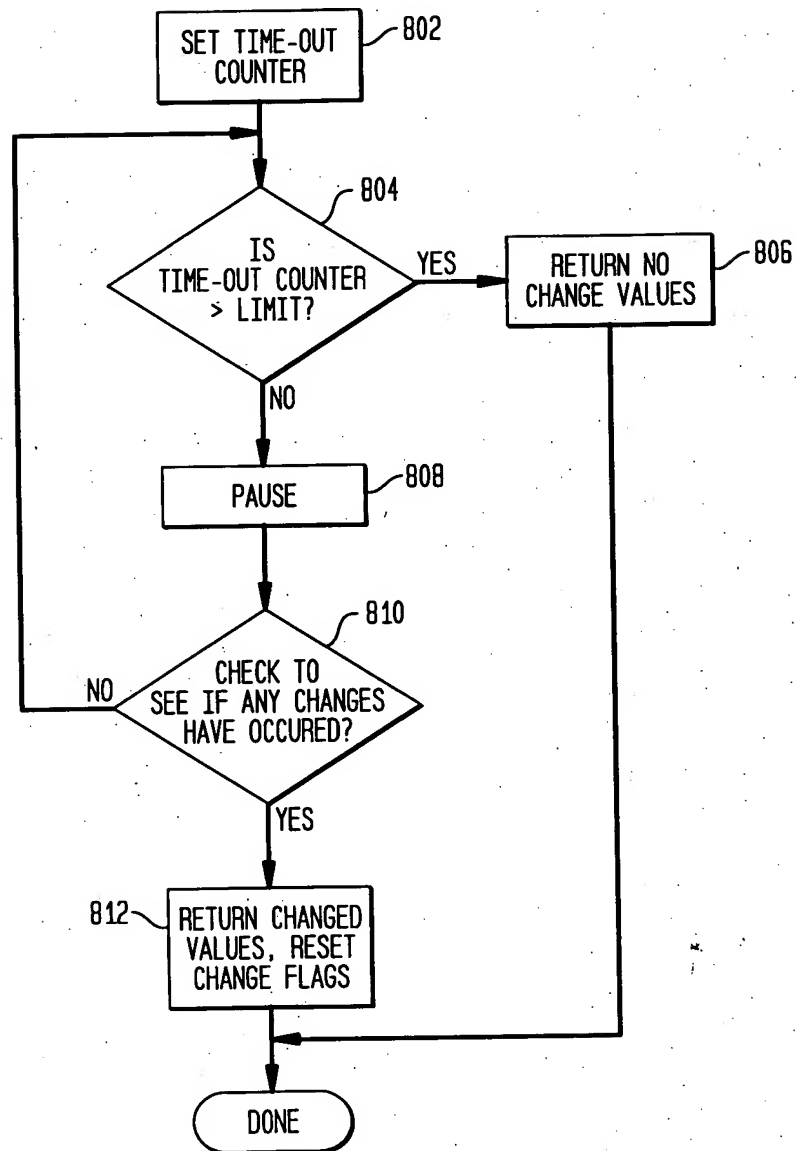 SET TIME-OUT
COUNTER
802
804
IS
TIME-OUT COUNTER
> LIMIT?
YES
RETURN NO
CHANGE VALUES
806
NO
PAUSE
808
810
CHECK TO
SEE IF ANY CHANGES
HAVE OCCURED?
NO
YES
812
RETURN CHANGED
VALUES, RESET
CHANGE FLAGS
DONE